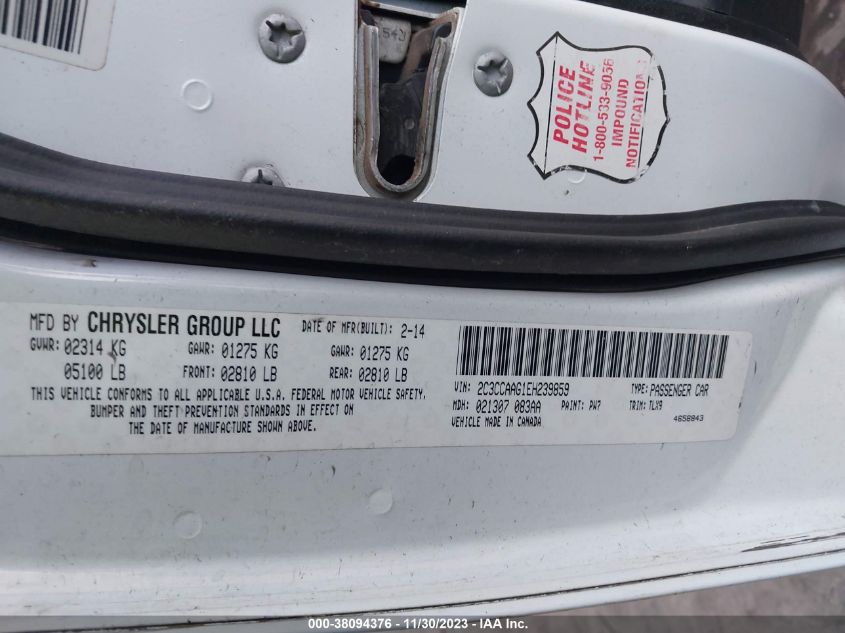 POLICE
HOTLINE
1-800-533-9056
IMPOUND
NOTIFICATIONS
MFD BY CHRYSLER GROUP LLC
DATE OF MFR(BUILT): 2-14
GVWR: 02314 KG
GAWR: 01275 KG
GAWR: 01275 KG
05100 LB
FRONT: 02810 LB
REAR: 02810 LB
THIS VEHICLE CONFORMS TO ALL APPLICABLE U.S.A. FEDERAL MOTOR VEHICLE SAFETY,
BUMPER AND THEFT PREVENTION STANDARDS IN EFFECT ON
THE DATE OF MANUFACTURE SHOWN ABOVE.
VIN: 2C3CCAAG1EH239859
TYPE: PASSENGER CAR
MDH: 021307 083AA
PAINT: PW7
TRIM: TLX9
VEHICLE MADE IN CANADA
4658843
000-38094376 - 11/30/2023 - IAA Inc.